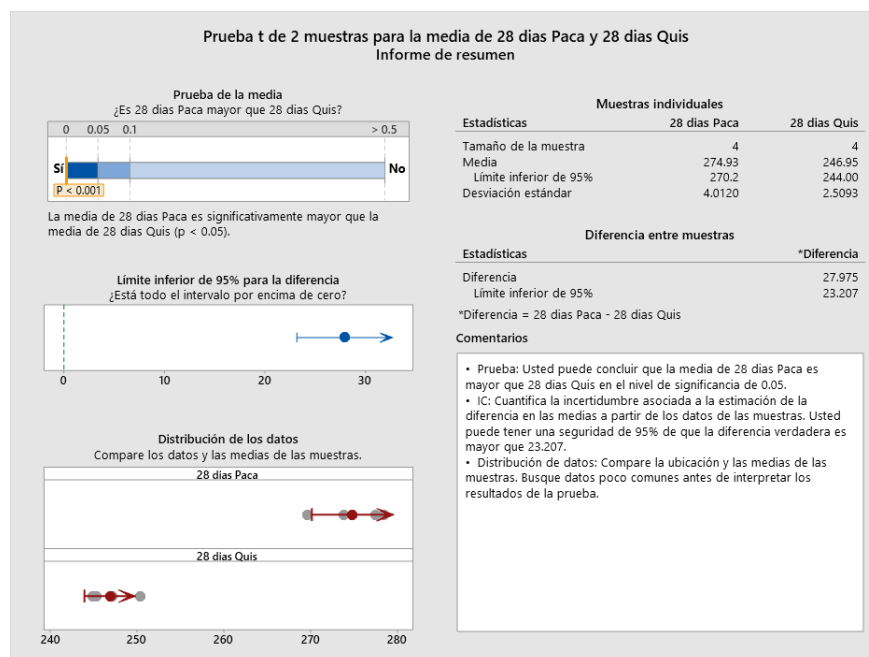 Prueba t de 2 muestras para la media de 28 dias Paca y 28 dias Quis
Informe de resumen
Prueba de la media
¿Es 28 dias Paca mayor que 28 dias Quis?
0 0.05 0.1 > 0.5
Sí No
P < 0.001
La media de 28 dias Paca es significativamente mayor que la
media de 28 dias Quis (p < 0.05).
Límite inferior de 95% para la diferencia
¿Está todo el intervalo por encima de cero?
0 10 20 30
Distribución de los datos
Compare los datos y las medias de las muestras.
28 dias Paca
28 dias Quis
240 250 260 270 280
Muestras individuales
Estadísticas 28 dias Paca 28 dias Quis
Tamaño de la muestra 4 4
Media 274.93 246.95
Límite inferior de 95% 270.2 244.00
Desviación estándar 4.0120 2.5093
Diferencia entre muestras
Estadísticas *Diferencia
Diferencia 27.975
Límite inferior de 95% 23.207
*Diferencia = 28 dias Paca - 28 dias Quis
Comentarios
• Prueba: Usted puede concluir que la media de 28 dias Paca es
mayor que 28 dias Quis en el nivel de significancia de 0.05.
• IC: Cuantifica la incertidumbre asociada a la estimación de la
diferencia en las medias a partir de los datos de las muestras. Usted
puede tener una seguridad de 95% de que la diferencia verdadera es
mayor que 23.207.
• Distribución de datos: Compare la ubicación y las medias de las
muestras. Busque datos poco comunes antes de interpretar los
resultados de la prueba.